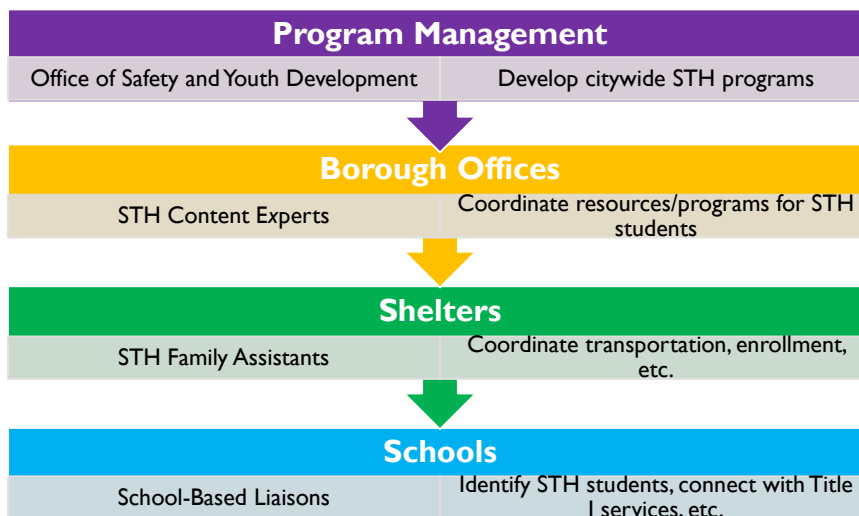 Program Management
Office of Safety and Youth Development
Develop citywide STH programs
Borough Offices
STH Content Experts
Coordinate resources/programs for STH
students
Shelters
STH Family Assistants
Coordinate transportation, enrollment,
etc.
Schools
School-Based Liaisons
Identify STH students, connect with Title
I services, etc.